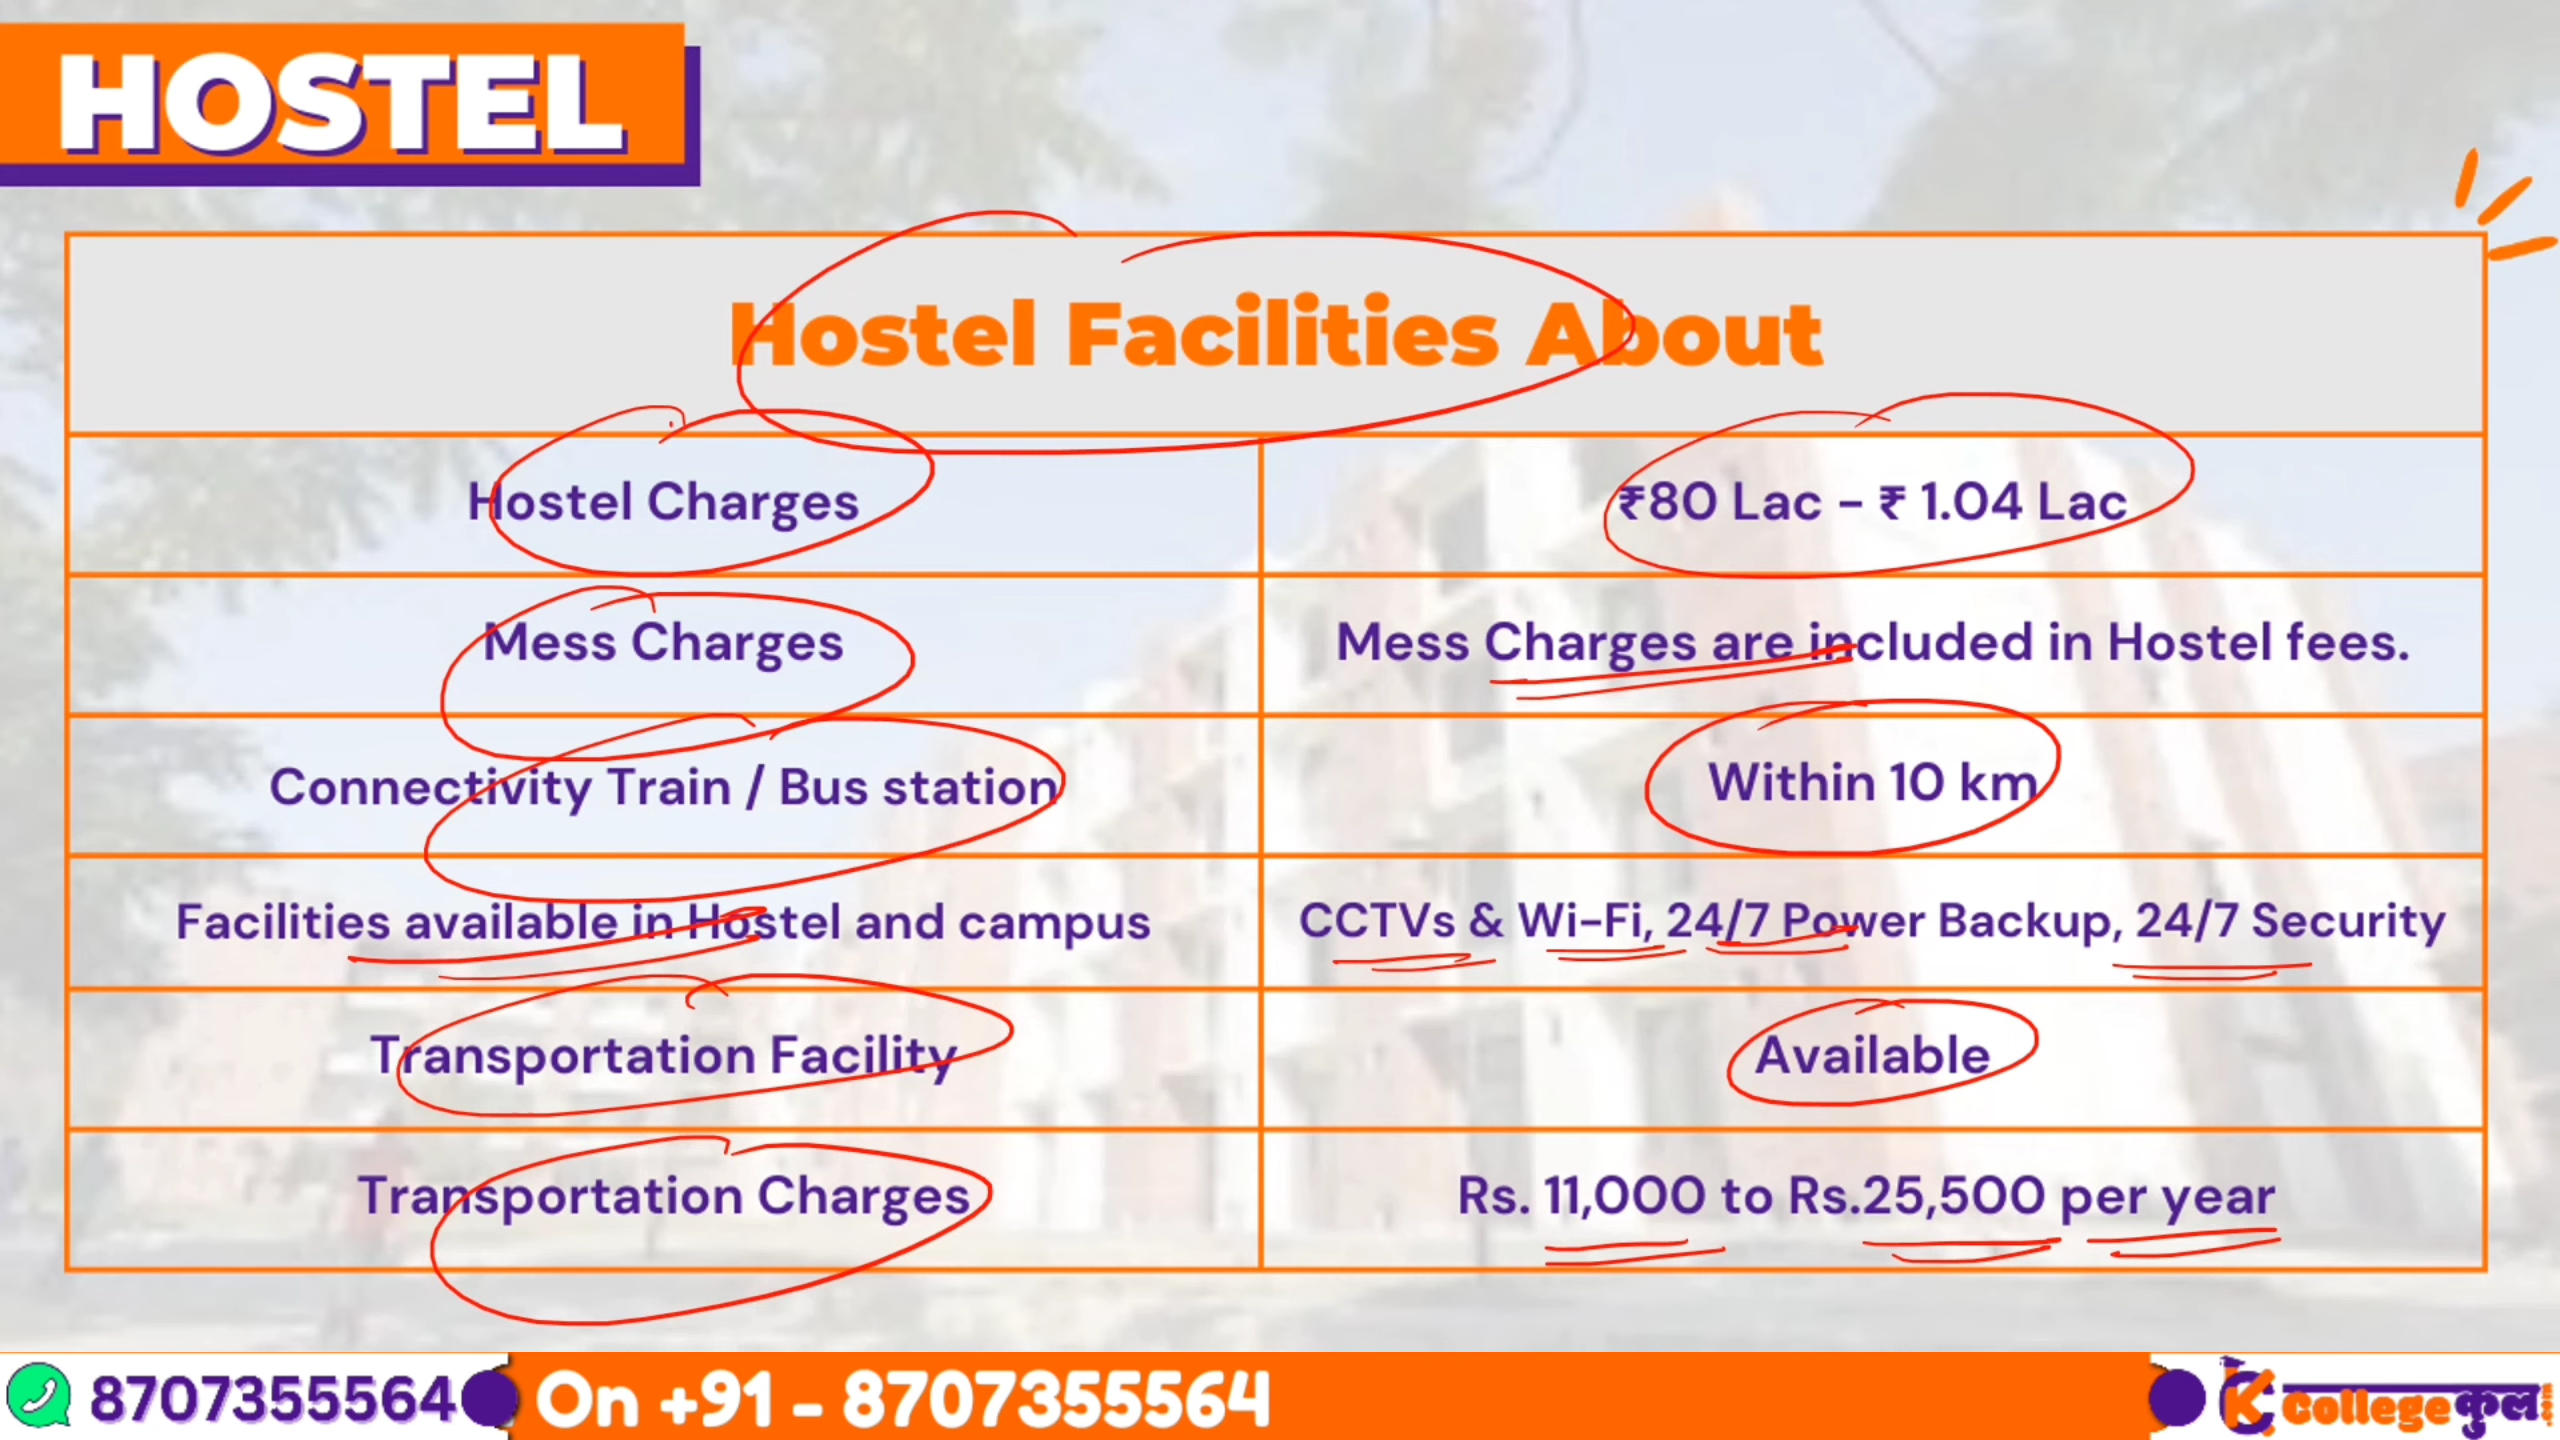 HOSTEL
Hostel Facilities About
Hostel Charges
₹80 Lac - ₹ 1.04 Lac
Mess Charges
Mess Charges are included in Hostel fees.
Connectivity Train / Bus station
Within 10 km
Facilities available in Hostel and campus
CCTVs & Wi-Fi, 24/7 Power Backup, 24/7 Security
Transportation Facility
Available
Transportation Charges
Rs. 11,000 to Rs.25,500 per year
8707355564
On +91 - 8707355564
Collegeकुल